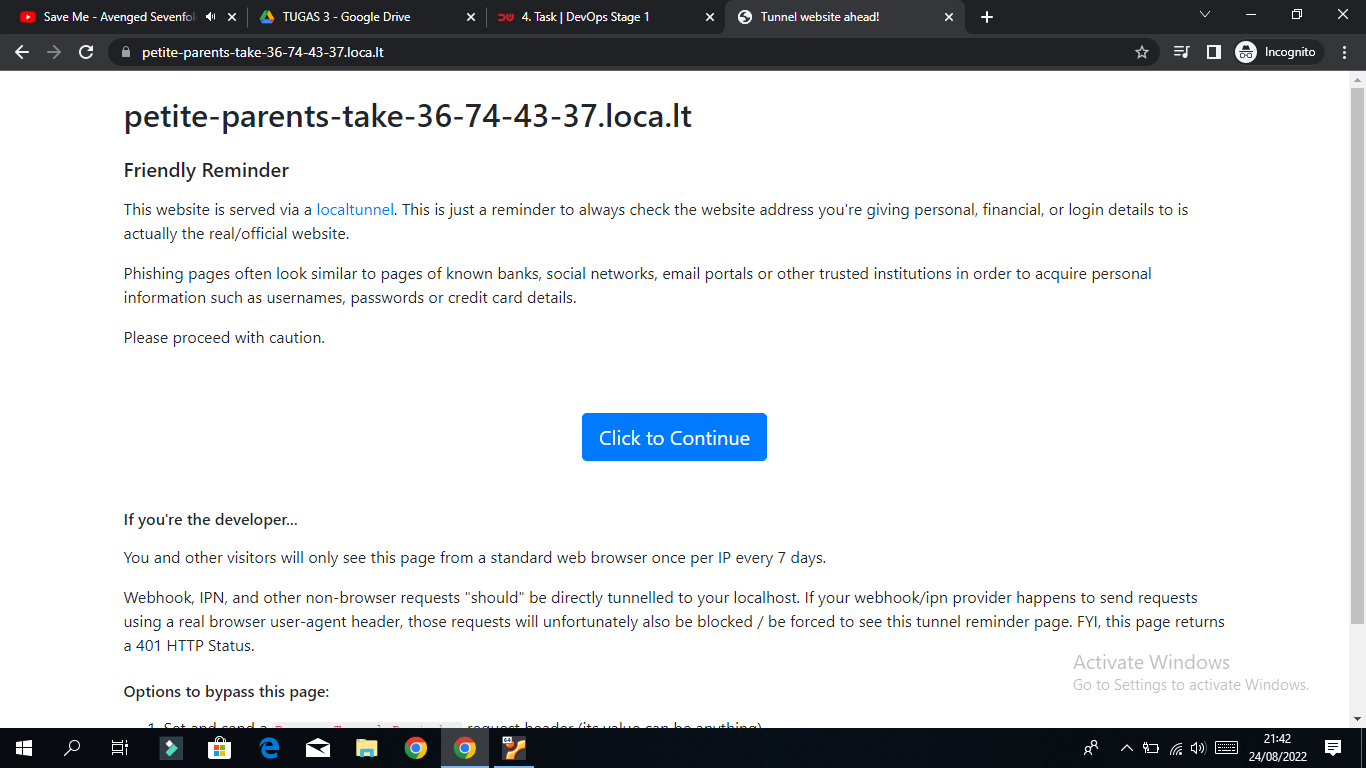 Save Me - Avenged Sevenfol
TUGAS 3 - Google Drive
4. Task | DevOps Stage 1
Tunnel website ahead!
petite-parents-take-36-74-43-37.loca.lt
Incognito
petite-parents-take-36-74-43-37.loca.lt
Friendly Reminder
This website is served via a localtunnel. This is just a reminder to always check the website address you're giving personal, financial, or login details to is
actually the real/official website.
Phishing pages often look similar to pages of known banks, social networks, email portals or other trusted institutions in order to acquire personal
information such as usernames, passwords or credit card details.
Please proceed with caution.
Click to Continue
If you're the developer...
You and other visitors will only see this page from a standard web browser once per IP every 7 days.
Webhook, IPN, and other non-browser requests "should" be directly tunnelled to your localhost. If your webhook/ipn provider happens to send requests
using a real browser user-agent header, those requests will unfortunately also be blocked / be forced to see this tunnel reminder page. FYI, this page returns
a 401 HTTP Status.
Activate Windows
Go to Settings to activate Windows.
Options to bypass this page:
1. Set and send a request header (its value can be anything)
64
21:42
24/08/2022